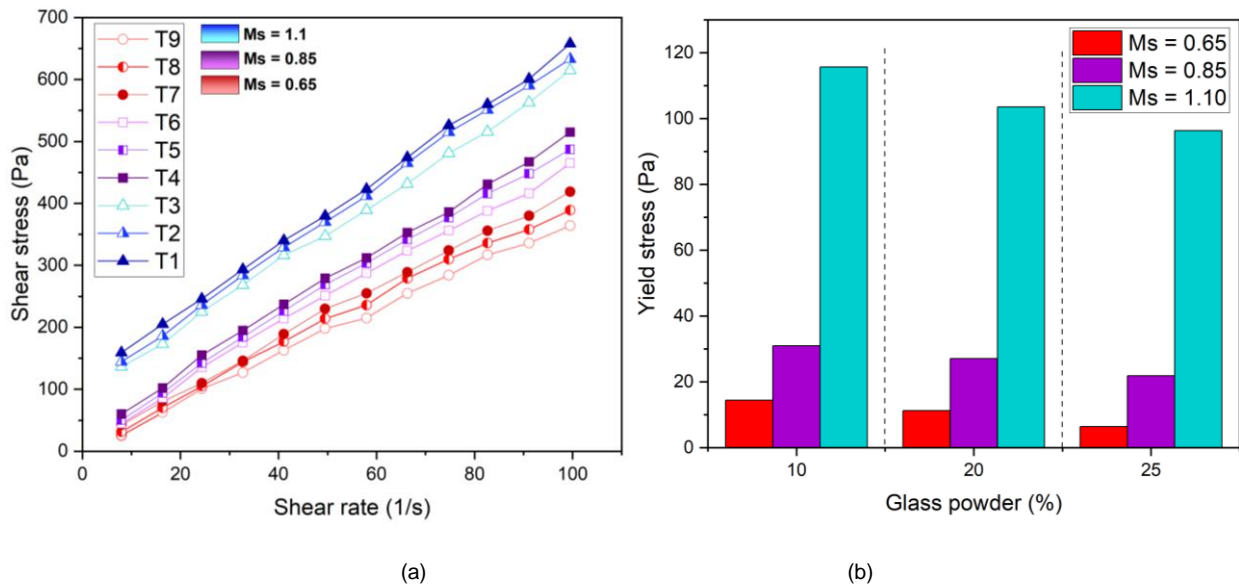 700
600
500
400
300
200
100
0
Shear stress (Pa)
T9
T8
T7
T6
T5
T4
T3
T2
T1
Ms = 1.1
Ms = 0.85
Ms = 0.65
0 20 40 60 80 100
Shear rate (1/s)
(a)
120
100
80
60
40
20
0
Yield stress (Pa)
Ms = 0.65
Ms = 0.85
Ms = 1.10
10 20 25
Glass powder (%)
(b)